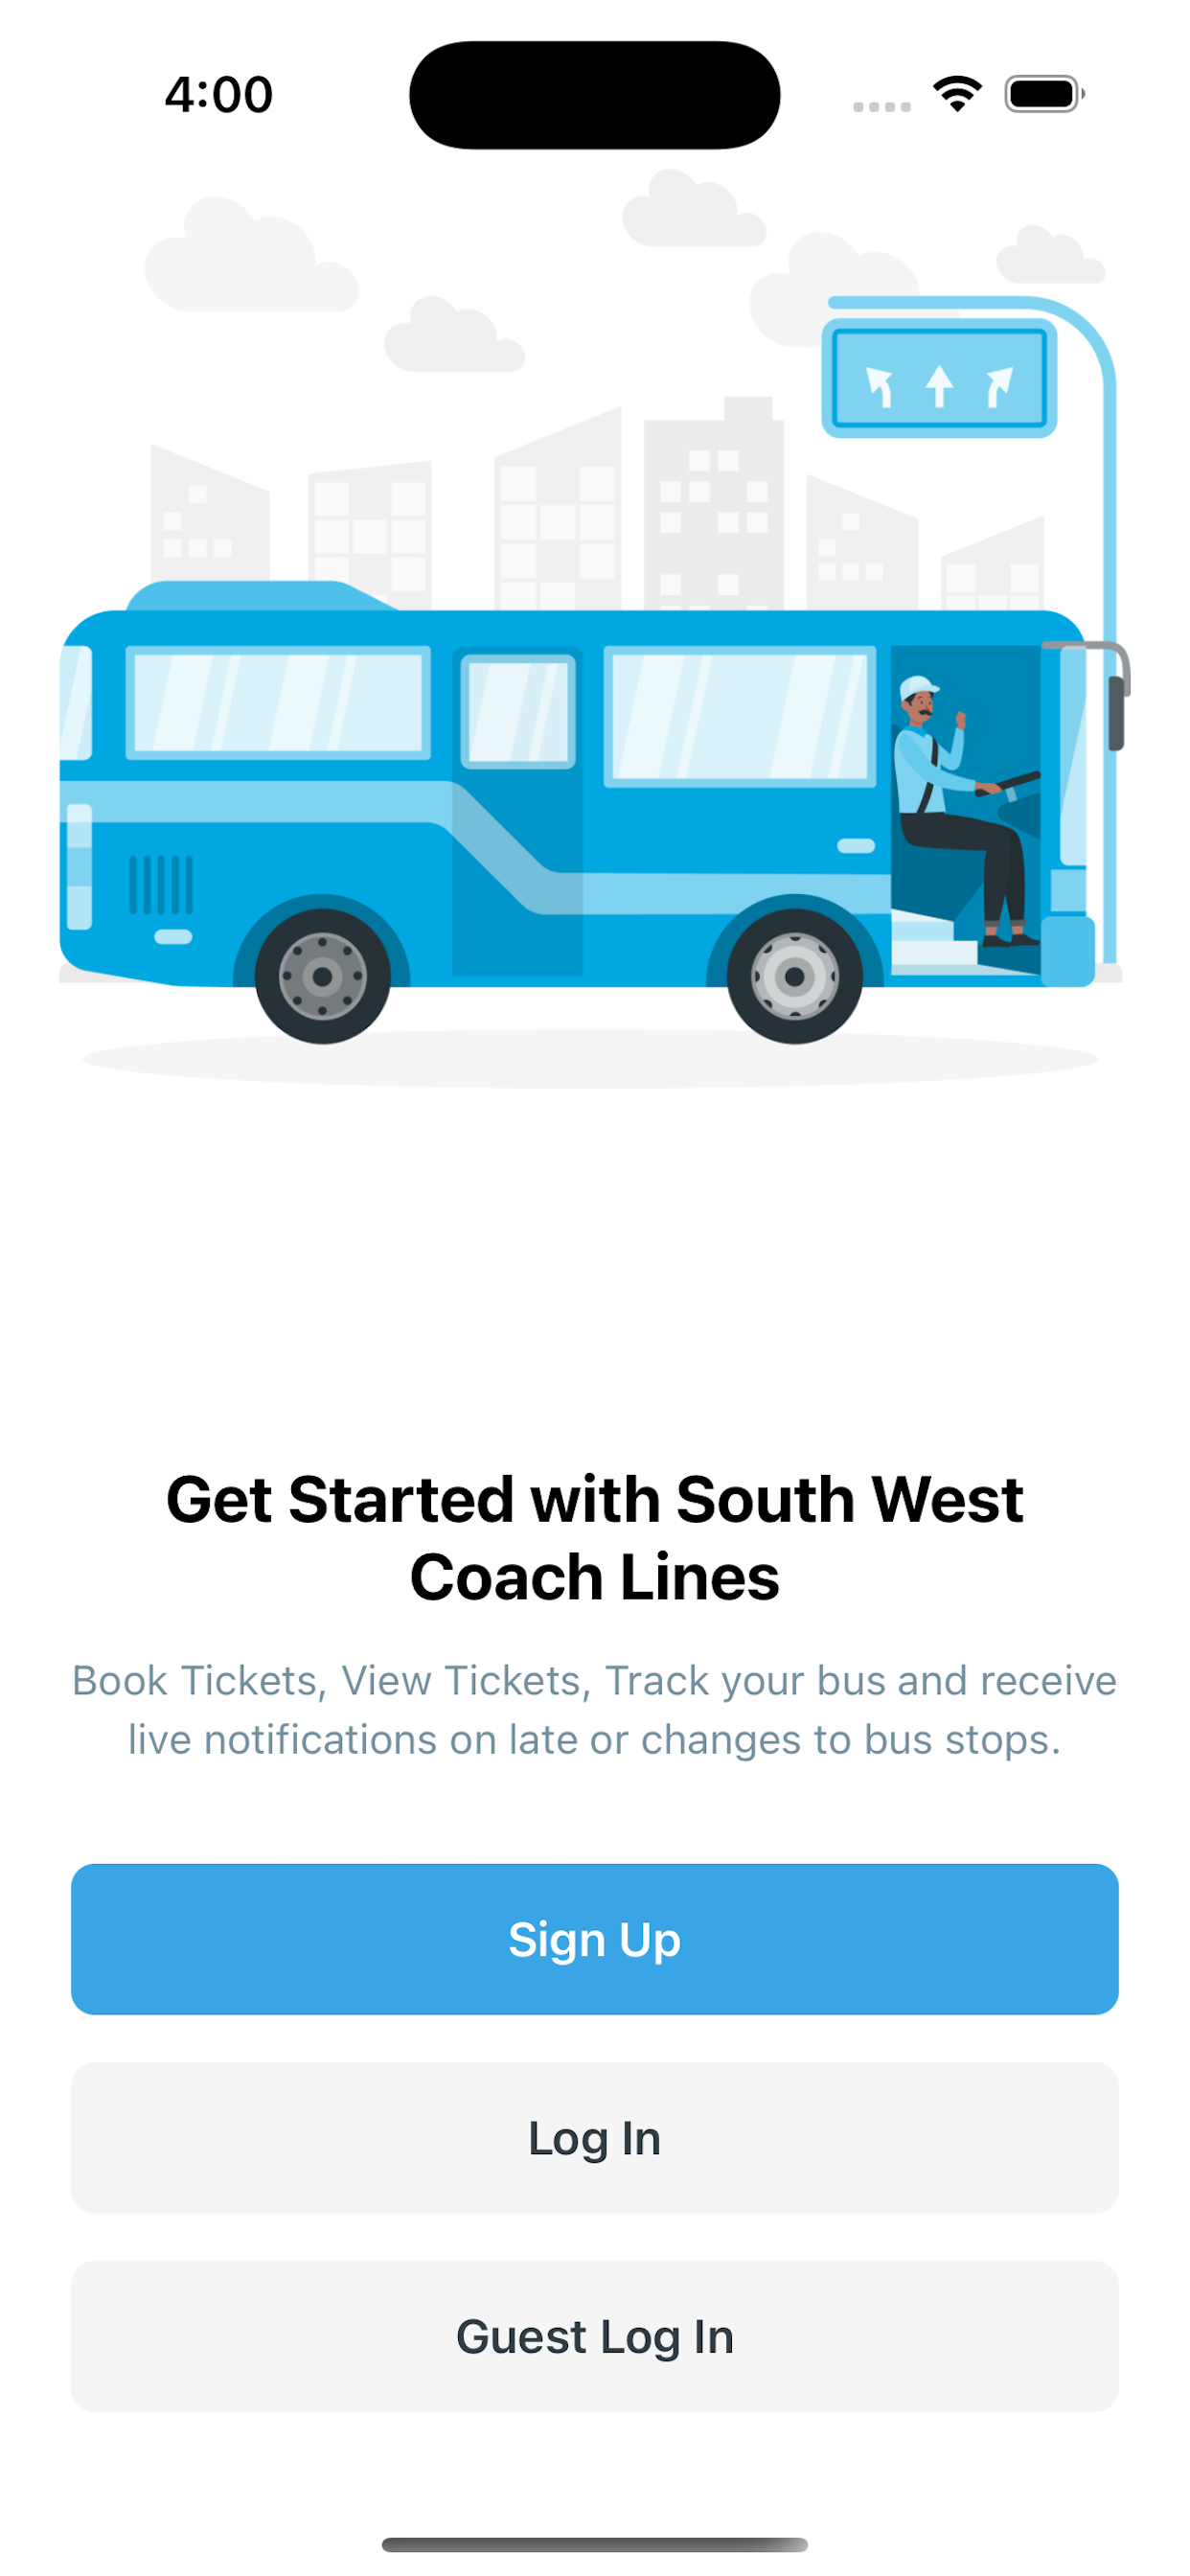 4:00
Get Started with South West
Coach Lines
Book Tickets, View Tickets, Track your bus and receive
live notifications on late or changes to bus stops.
Sign Up
Log In
Guest Log In